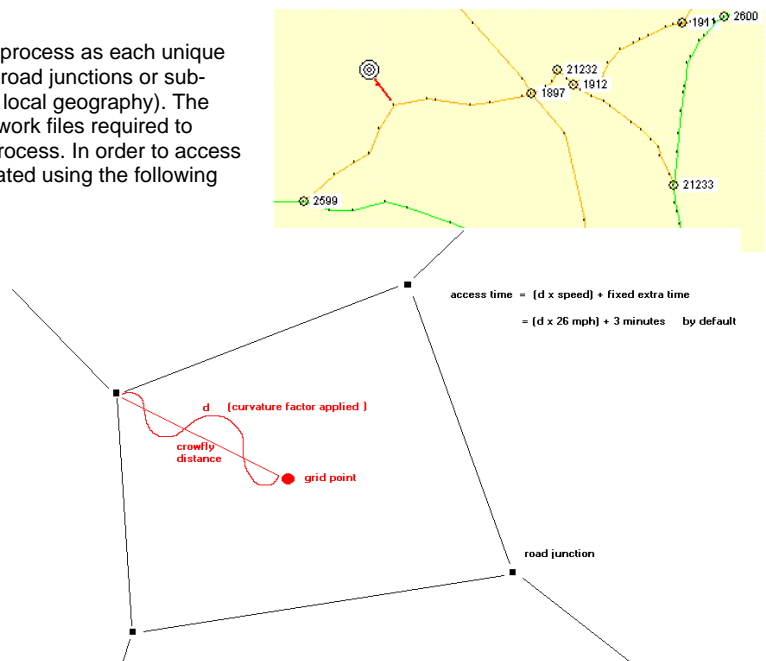 process as each unique
road junctions or sub-
local geography). The
work files required to
process. In order to access
ated using the following
1911
2600
21232
1912
1897
21233
2599
access time = (d x speed) + fixed extra time
= (d x 26 mph) + 3 minutes by default
d (curvature factor applied )
crowfly
distance
grid point
road junction